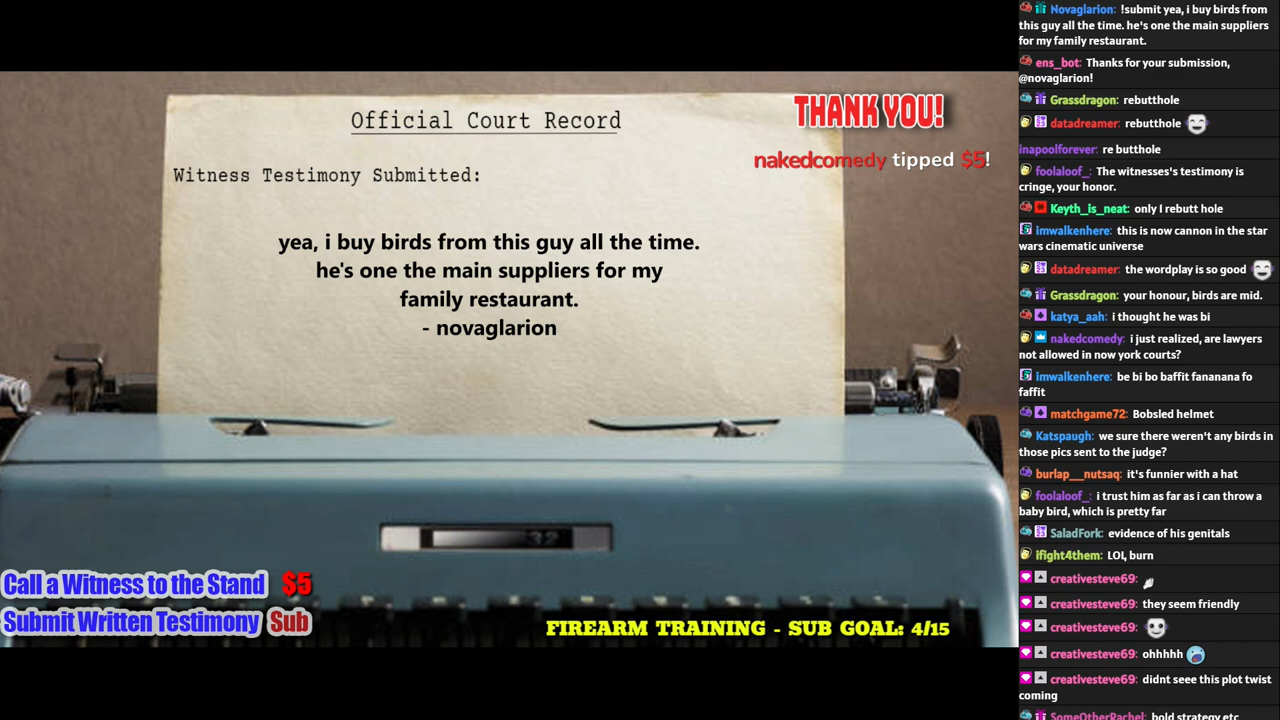 Official Court Record
Witness Testimony Submitted:
yea, i buy birds from this guy all the time.
he's one the main suppliers for my
family restaurant.
- novaglarion
THANK YOU!
nakedcomedy tipped $5!
32
Call a Witness to the Stand $5
Submit Written Testimony Sub
FIREARM TRAINING - SUB GOAL: 4/15
Novaglarion: !submit yea, i buy birds from
this guy all the time. he's one the main suppliers
for my family restaurant.
ens_bot: Thanks for your submission,
@novaglarion!
Grassdragon: rebutthole
datadreamer: rebutthole
inapoolforever: re butthole
foolaloof_: The witnesses's testimony is
cringe, your honor.
Keyth_is_neat: only I rebutt hole
imwalkenhere: this is now cannon in the star
wars cinematic universe
datadreamer: the wordplay is so good
Grassdragon: your honour, birds are mid.
katya_aah: i thought he was bi
nakedcomedy: i just realized, are lawyers
not allowed in now york courts?
imwalkenhere: be bi bo baffit fananana fo
faffit
matchgame72: Bobsled helmet
Katspaugh: we sure there weren't any birds in
those pics sent to the judge?
burlap__nutsaq: it's funnier with a hat
foolaloof_: i trust him as far as i can throw a
baby bird, which is pretty far
SaladFork: evidence of his genitals
ifight4them: LOL, burn
creativesteve69:
creativesteve69: they seem friendly
creativesteve69:
creativesteve69: ohhhhh
creativesteve69: didnt seee this plot twist
coming
SomeOtherRachel: bold strategy etc